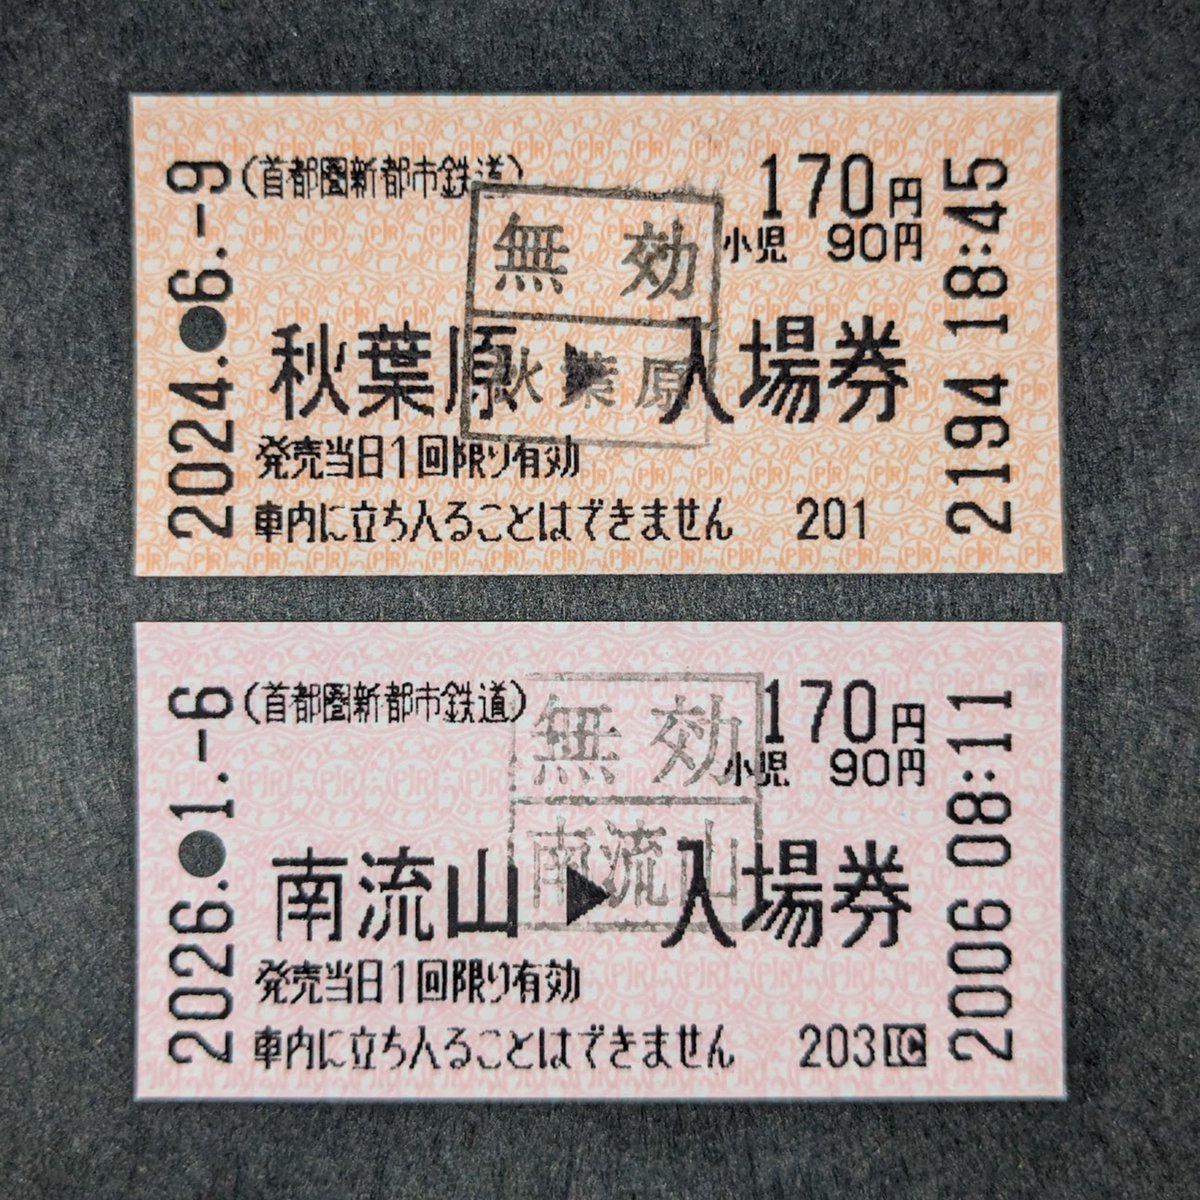 2024.-6.-9
(首都圏新都市鉄道)
170円
小児 90円
無効
秋葉原
秋葉原▶入場券
発売当日1回限り有効
車内に立ち入ることはできません 201
2194 18:45
2026.-1.-6
(首都圏新都市鉄道)
170円
小児 90円
無効
南流山
南流山▶入場券
発売当日1回限り有効
車内に立ち入ることはできません 203IC
2006 08:11